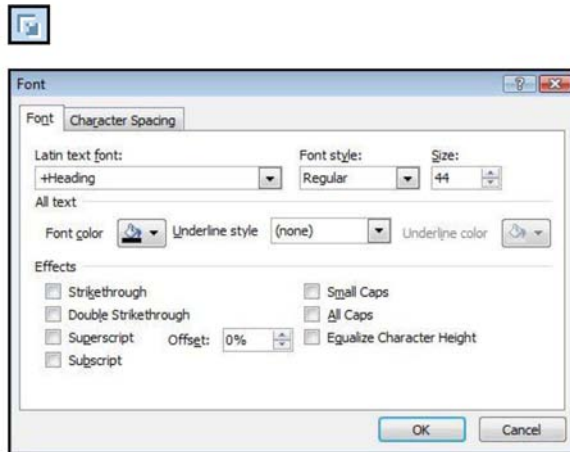 Font
Font Character Spacing
Latin text font: Font style: Size:
+Heading Regular 44
All text
Font color Underline style (none) Underline color
Effects
Strikethrough Small Caps
Double Strikethrough All Caps
Superscript Offset: 0% Equalize Character Height
Subscript
OK Cancel